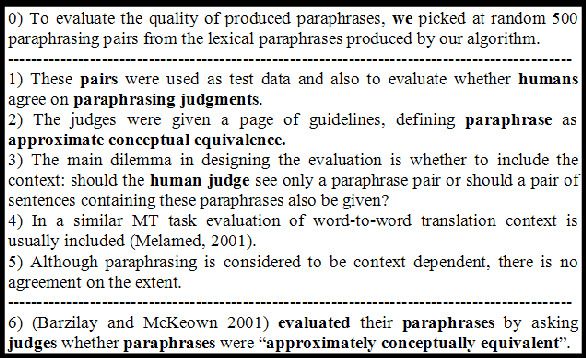 0) To evaluate the quality of produced paraphrases, we picked at random 500
paraphrasing pairs from the lexical paraphrases produced by our algorithm.
1) These pairs were used as test data and also to evaluate whether humans
agree on paraphrasing judgments.
2) The judges were given a page of guidelines, defining paraphrase as
approximate conceptual equivalence.
3) The main dilemma in designing the evaluation is whether to include the
context: should the human judge see only a paraphrase pair or should a pair of
sentences containing these paraphrases also be given?
4) In a similar MT task evaluation of word-to-word translation context is
usually included (Melamed, 2001).
5) Although paraphrasing is considered to be context dependent, there is no
agreement on the extent.
6) (Barzilay and McKeown 2001) evaluated their paraphrases by asking
judges whether paraphrases were “approximately conceptually equivalent”.